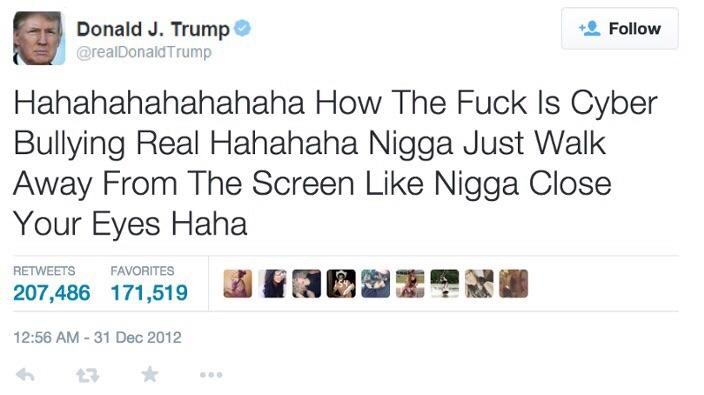 Donald J. Trump
@realDonaldTrump
Follow
Hahahahahahahaha How The Fuck Is Cyber
Bullying Real Hahahaha Nigga Just Walk
Away From The Screen Like Nigga Close
Your Eyes Haha
RETWEETS FAVORITES
207,486 171,519
12:56 AM - 31 Dec 2012